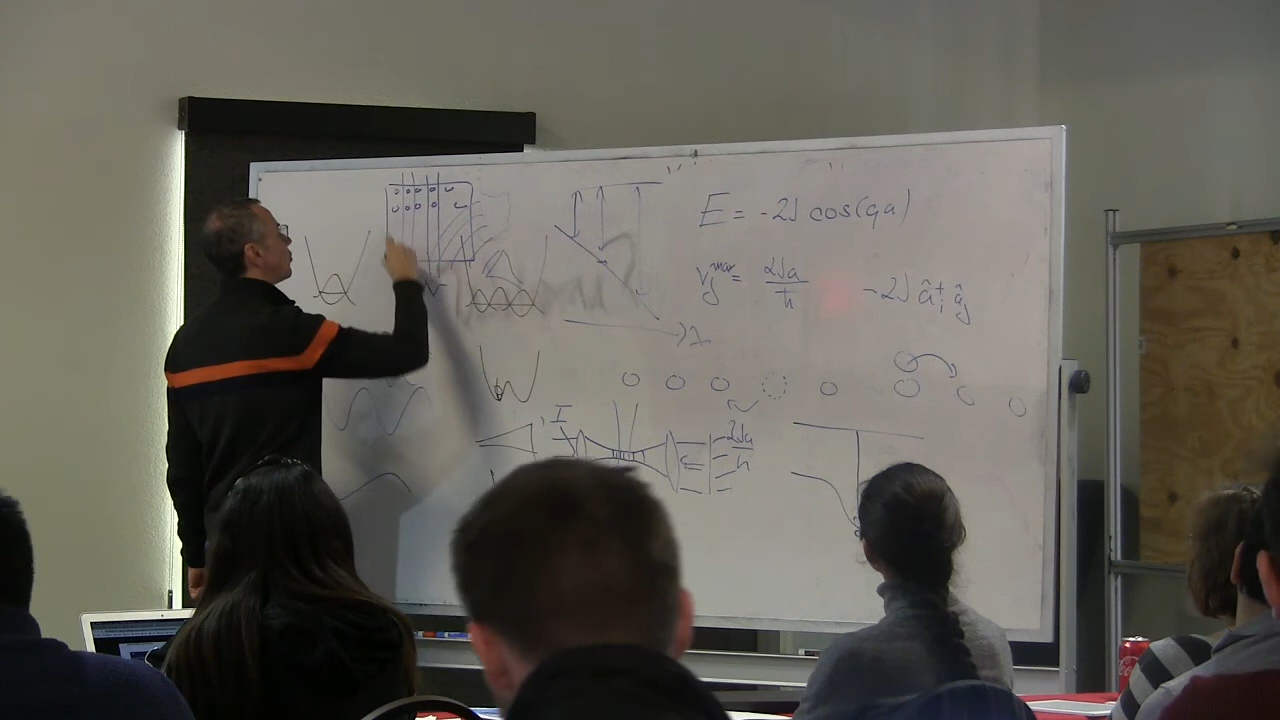 E = -2J cos(qa)
v_g^max = 2Ja/ħ
-2J â_i^† â_j
x
I
2Ja/ħ